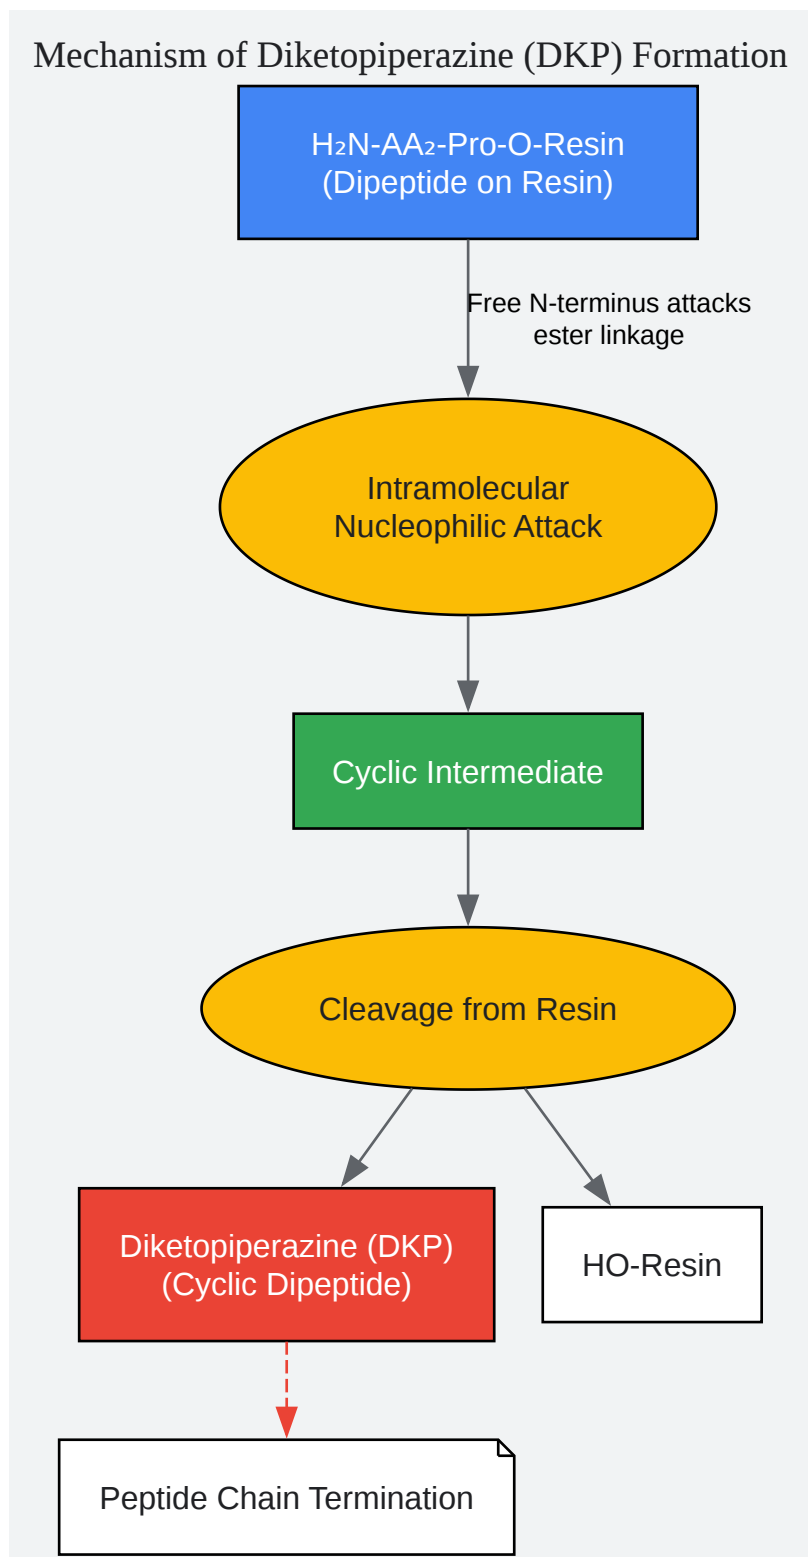 Mechanism of Diketopiperazine (DKP) Formation
H₂N-AA₂-Pro-O-Resin
(Dipeptide on Resin)
Free N-terminus attacks
ester linkage
Intramolecular
Nucleophilic Attack
Cyclic Intermediate
Cleavage from Resin
Diketopiperazine (DKP)
(Cyclic Dipeptide)
HO-Resin
Peptide Chain Termination